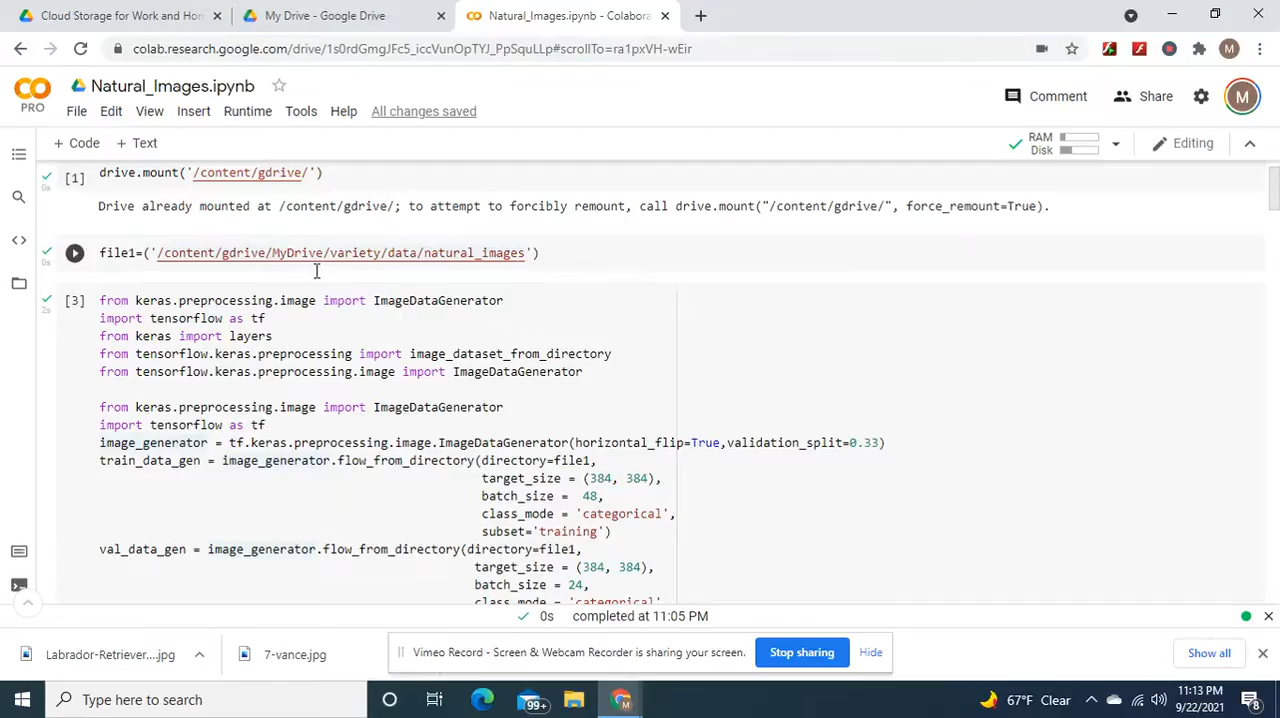 Cloud Storage for Work and Hom
My Drive - Google Drive
Natural_Images.ipynb - Colabora
colab.research.google.com/drive/1s0rdGmgJFc5_iccVunOpTYJ_PpSquLLp#scrollTo=ra1pxVH-wEir
M
CO
PRO
Natural_Images.ipynb
Comment
Share
M
File Edit View Insert Runtime Tools Help All changes saved
+ Code + Text
RAM
Disk
Editing
[1] drive.mount('/content/gdrive/')
0s
Drive already mounted at /content/gdrive/; to attempt to forcibly remount, call drive.mount("/content/gdrive/", force_remount=True).
file1=('/content/gdrive/MyDrive/variety/data/natural_images')
0s
[3] from keras.preprocessing.image import ImageDataGenerator
2s import tensorflow as tf
from keras import layers
from tensorflow.keras.preprocessing import image_dataset_from_directory
from tensorflow.keras.preprocessing.image import ImageDataGenerator
from keras.preprocessing.image import ImageDataGenerator
import tensorflow as tf
image_generator = tf.keras.preprocessing.image.ImageDataGenerator(horizontal_flip=True,validation_split=0.33)
train_data_gen = image_generator.flow_from_directory(directory=file1,
target_size = (384, 384),
batch_size = 48,
class_mode = 'categorical',
subset='training')
val_data_gen = image_generator.flow_from_directory(directory=file1,
target_size = (384, 384),
batch_size = 24,
class_mode = 'categorical'
0s completed at 11:05 PM
Labrador-Retriever....jpg
7-vance.jpg
Vimeo Record - Screen & Webcam Recorder is sharing your screen.
Stop sharing
Hide
Show all
Type here to search
99+
M
67°F Clear
11:13 PM
9/22/2021
8